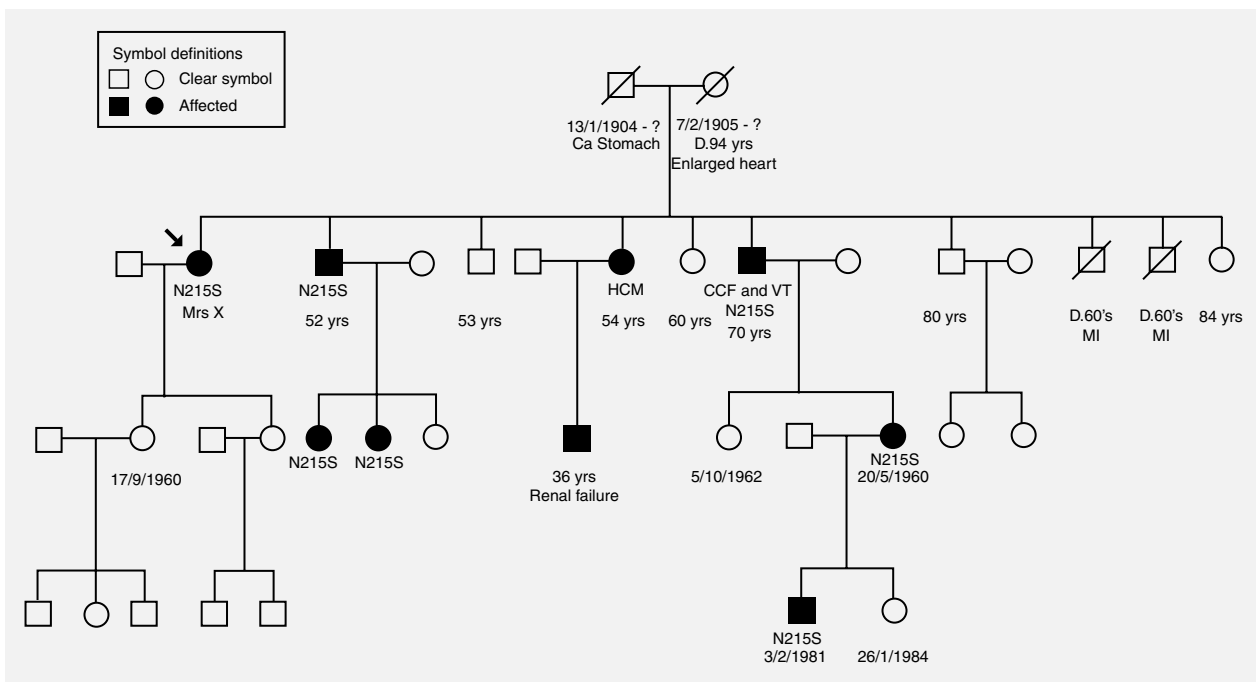 Symbol definitions
Clear symbol
Affected
13/1/1904 - ?
Ca Stomach
7/2/1905 - ?
D.94 yrs
Enlarged heart
N215S
Mrs X
N215S
52 yrs
53 yrs
HCM
54 yrs
60 yrs
CCF and VT
N215S
70 yrs
80 yrs
D.60's
MI
D.60's
MI
84 yrs
17/9/1960
N215S
N215S
36 yrs
Renal failure
5/10/1962
N215S
20/5/1960
N215S
3/2/1981
26/1/1984